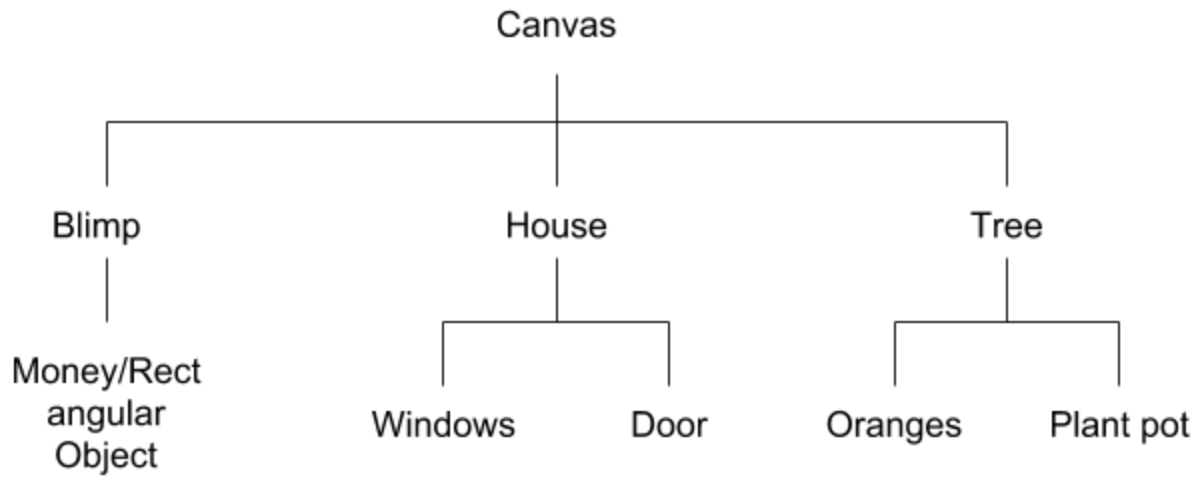 Canvas
Blimp
House
Tree
Money/Rect
angular
Object
Windows
Door
Oranges
Plant pot